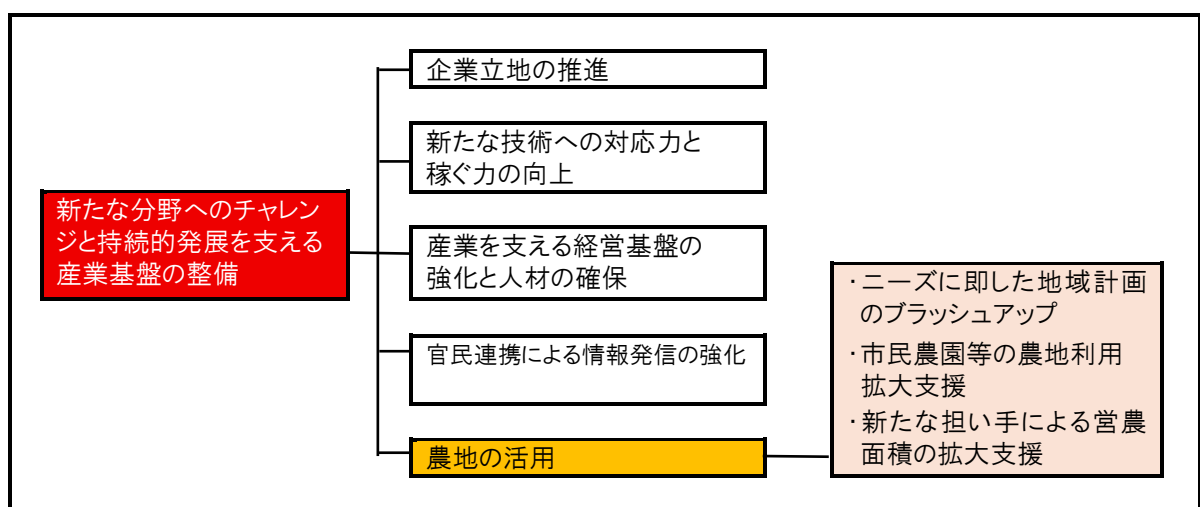 企業立地の推進
新たな技術への対応力と
稼ぐ力の向上
新たな分野へのチャレン
ジと持続的発展を支える
産業基盤の整備
産業を支える経営基盤の
強化と人材の確保
官民連携による情報発信の強化
農地の活用
・ニーズに即した地域計画
のブラッシュアップ
・市民農園等の農地利用
拡大支援
・新たな担い手による営農
面積の拡大支援